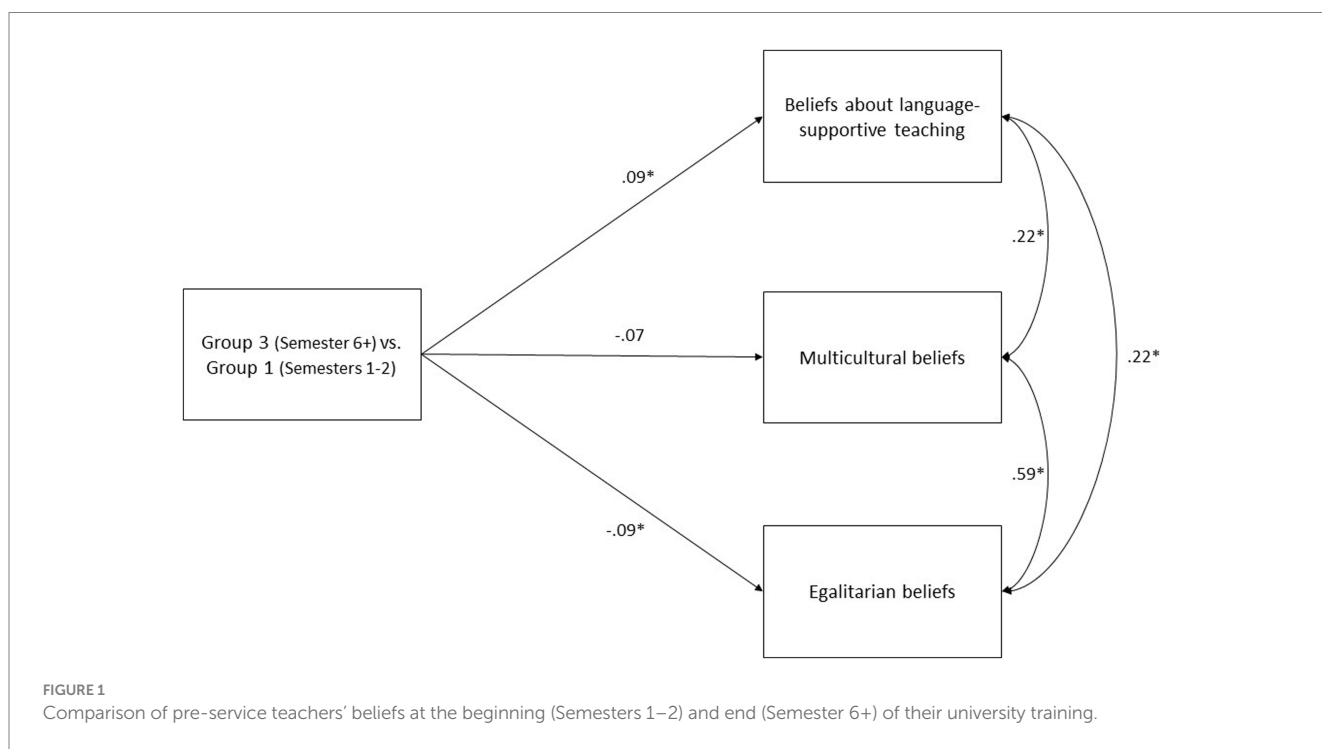 Beliefs about language-
supportive teaching
.09*
.22*
Group 3 (Semester 6+) vs.
Group 1 (Semesters 1-2)
-.07
Multicultural beliefs
.22*
.59*
-.09*
Egalitarian beliefs
FIGURE 1
Comparison of pre-service teachers’ beliefs at the beginning (Semesters 1–2) and end (Semester 6+) of their university training.